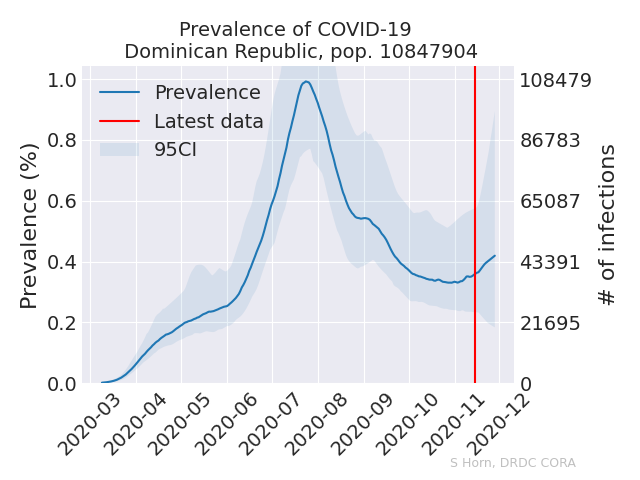 Prevalence of COVID-19
Dominican Republic, pop. 10847904
Prevalence
Latest data
95CI
1.0
0.8
0.6
0.4
0.2
0.0
Prevalence (%)
108479
86783
65087
43391
21695
0
# of infections
2020-03
2020-04
2020-05
2020-06
2020-07
2020-08
2020-09
2020-10
2020-11
2020-12
S Horn, DRDC CORA